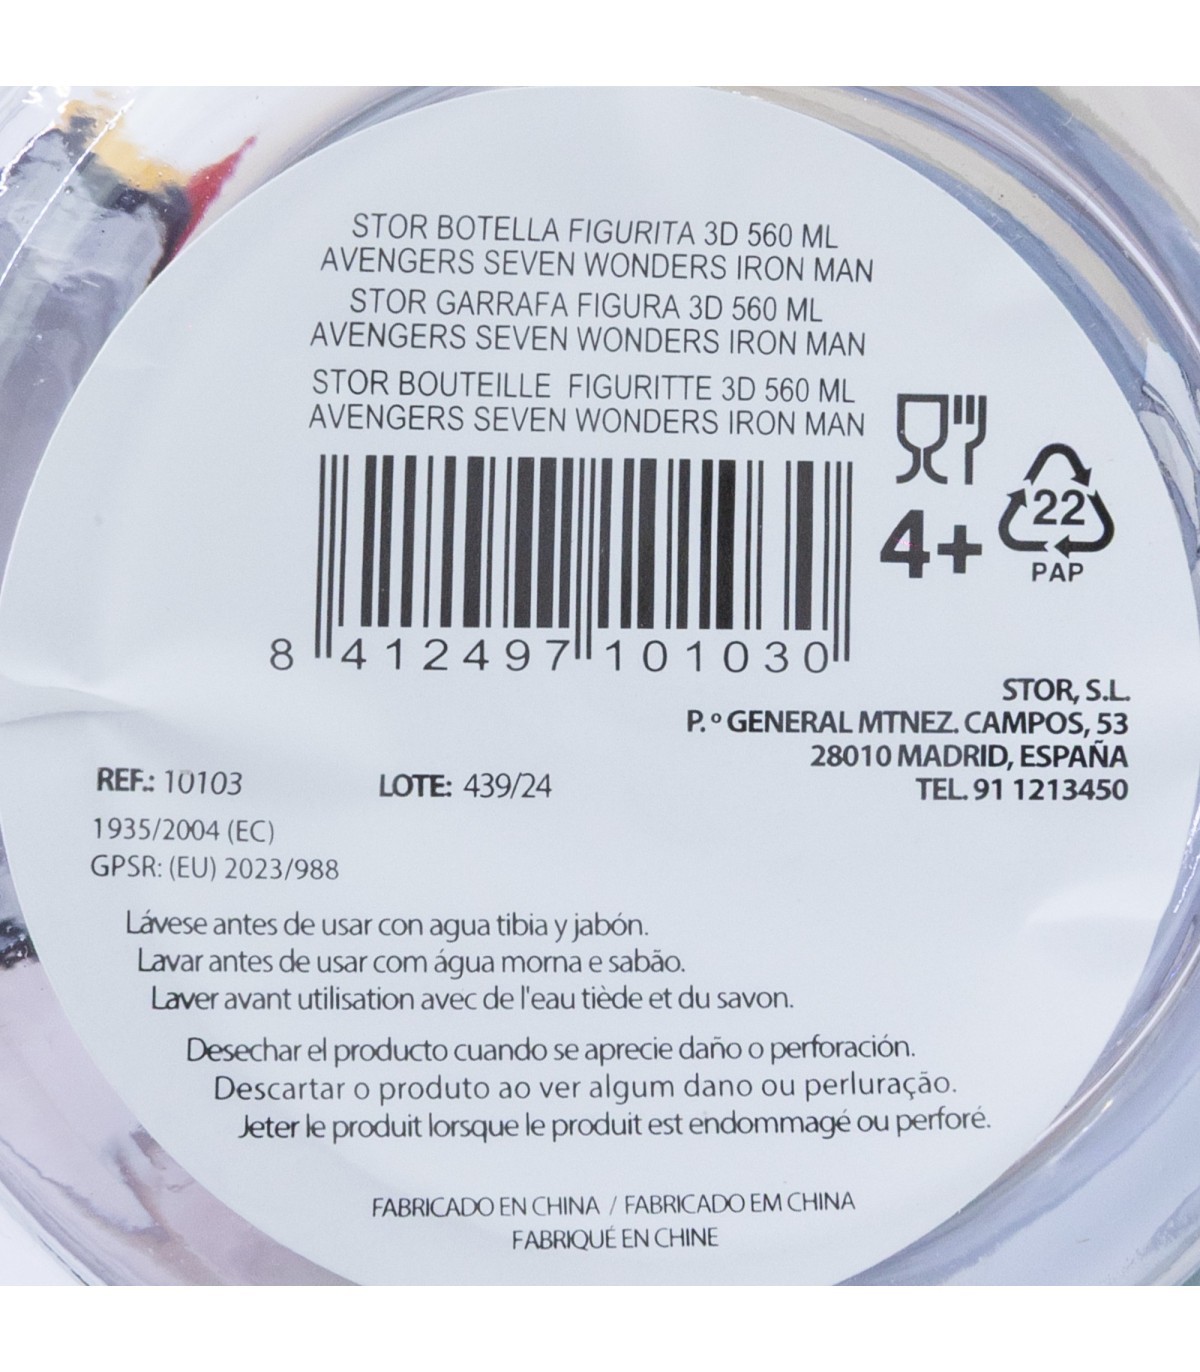 STOR BOTELLA FIGURITA 3D 560 ML
AVENGERS SEVEN WONDERS IRON MAN
STOR GARRAFA FIGURA 3D 560 ML
AVENGERS SEVEN WONDERS IRON MAN
STOR BOUTEILLE FIGURITTE 3D 560 ML
AVENGERS SEVEN WONDERS IRON MAN
4+
22
PAP
8 412497 101030
STOR, S.L.
P.º GENERAL MTNEZ. CAMPOS, 53
28010 MADRID, ESPAÑA
TEL. 91 1213450
REF.: 10103 LOTE: 439/24
1935/2004 (EC)
GPSR: (EU) 2023/988
Lávese antes de usar con agua tibia y jabón.
Lavar antes de usar com água morna e sabão.
Laver avant utilisation avec de l'eau tiède et du savon.
Desechar el producto cuando se aprecie daño o perforación.
Descartar o produto ao ver algum dano ou perluração.
Jeter le produit lorsque le produit est endommagé ou perforé.
FABRICADO EN CHINA / FABRICADO EM CHINA
FABRIQUÉ EN CHINE